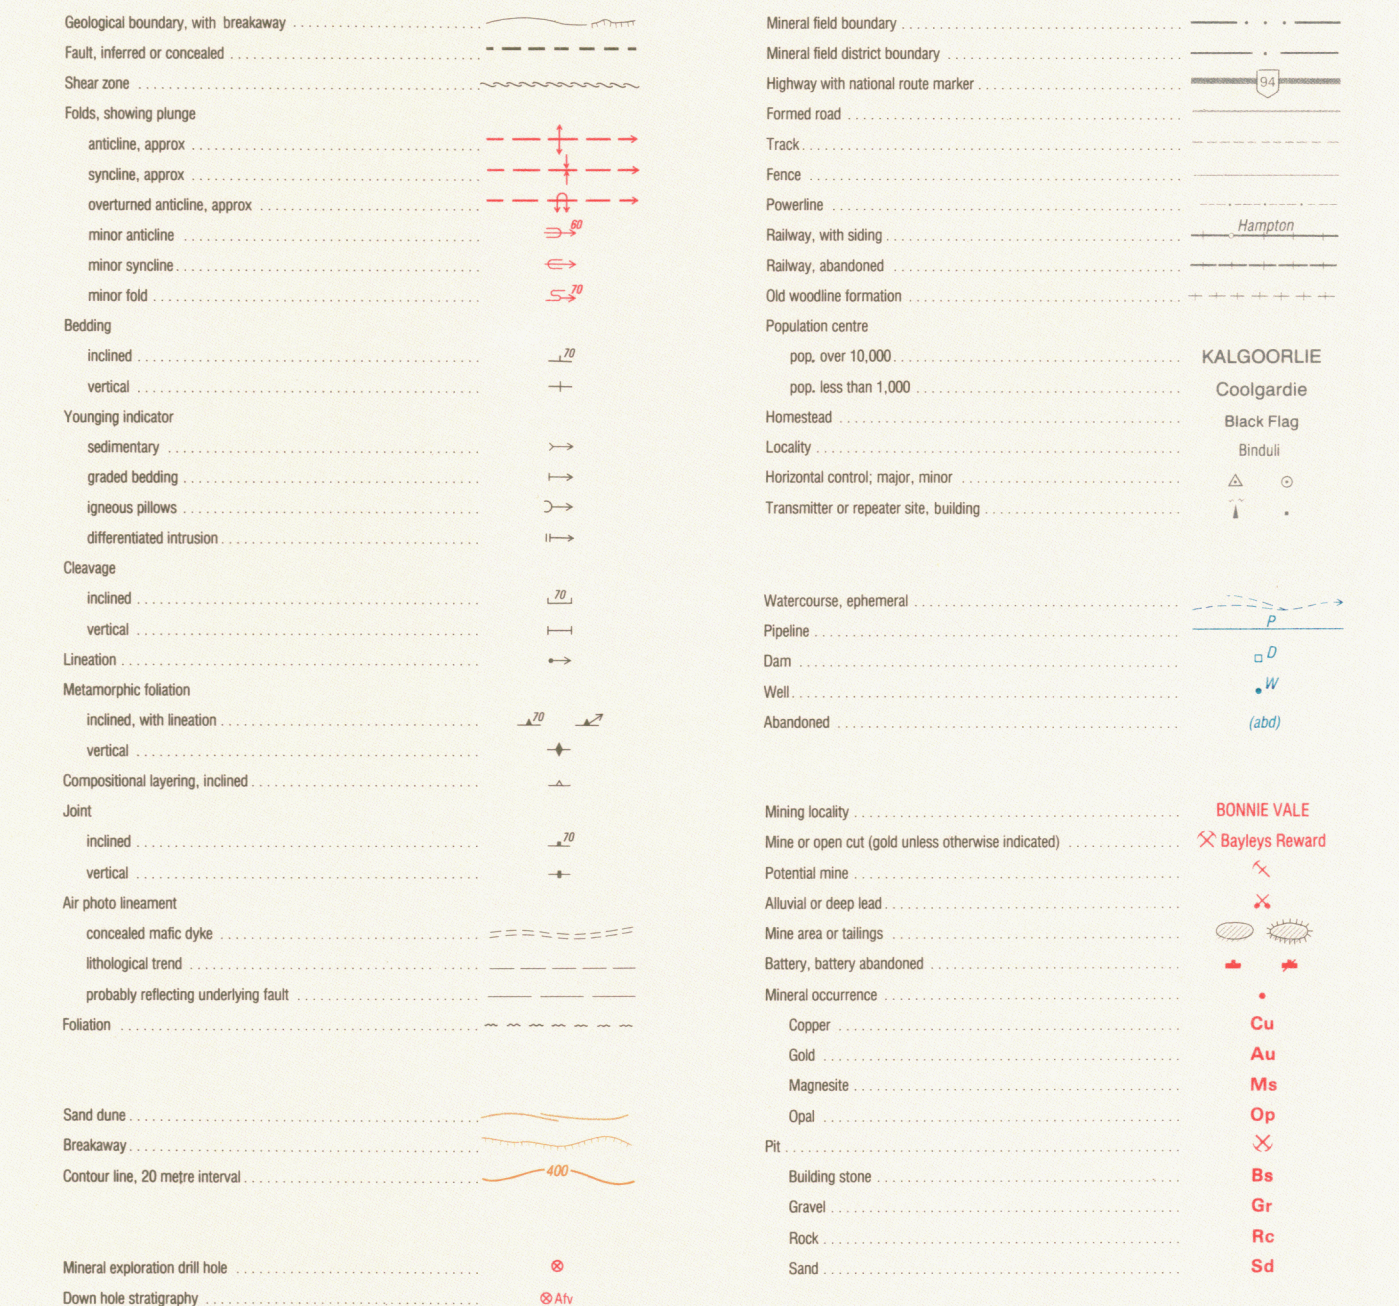 Geological boundary, with breakaway
Fault, inferred or concealed
Shear zone
Folds, showing plunge
anticline, approx
syncline, approx
overturned anticline, approx
minor anticline 60
minor syncline
minor fold 70
Bedding
inclined 70
vertical
Younging indicator
sedimentary
graded bedding
igneous pillows
differentiated intrusion
Cleavage
inclined 70
vertical
Lineation
Metamorphic foliation
inclined, with lineation 70
vertical
Compositional layering, inclined
Joint
inclined 70
vertical
Air photo lineament
concealed mafic dyke
lithological trend
probably reflecting underlying fault
Foliation
Sand dune
Breakaway
Contour line, 20 metre interval 400
Mineral exploration drill hole
Down hole stratigraphy Afv
Mineral field boundary
Mineral field district boundary
Highway with national route marker 94
Formed road
Track
Fence
Powerline
Railway, with siding Hampton
Railway, abandoned
Old woodline formation
Population centre
pop. over 10,000 KALGOORLIE
pop. less than 1,000 Coolgardie
Homestead Black Flag
Locality Binduli
Horizontal control; major, minor
Transmitter or repeater site, building
Watercourse, ephemeral
Pipeline P
Dam D
Well W
Abandoned (abd)
Mining locality BONNIE VALE
Mine or open cut (gold unless otherwise indicated) Bayleys Reward
Potential mine
Alluvial or deep lead
Mine area or tailings
Battery, battery abandoned
Mineral occurrence
Copper Cu
Gold Au
Magnesite Ms
Opal Op
Pit
Building stone Bs
Gravel Gr
Rock Rc
Sand Sd